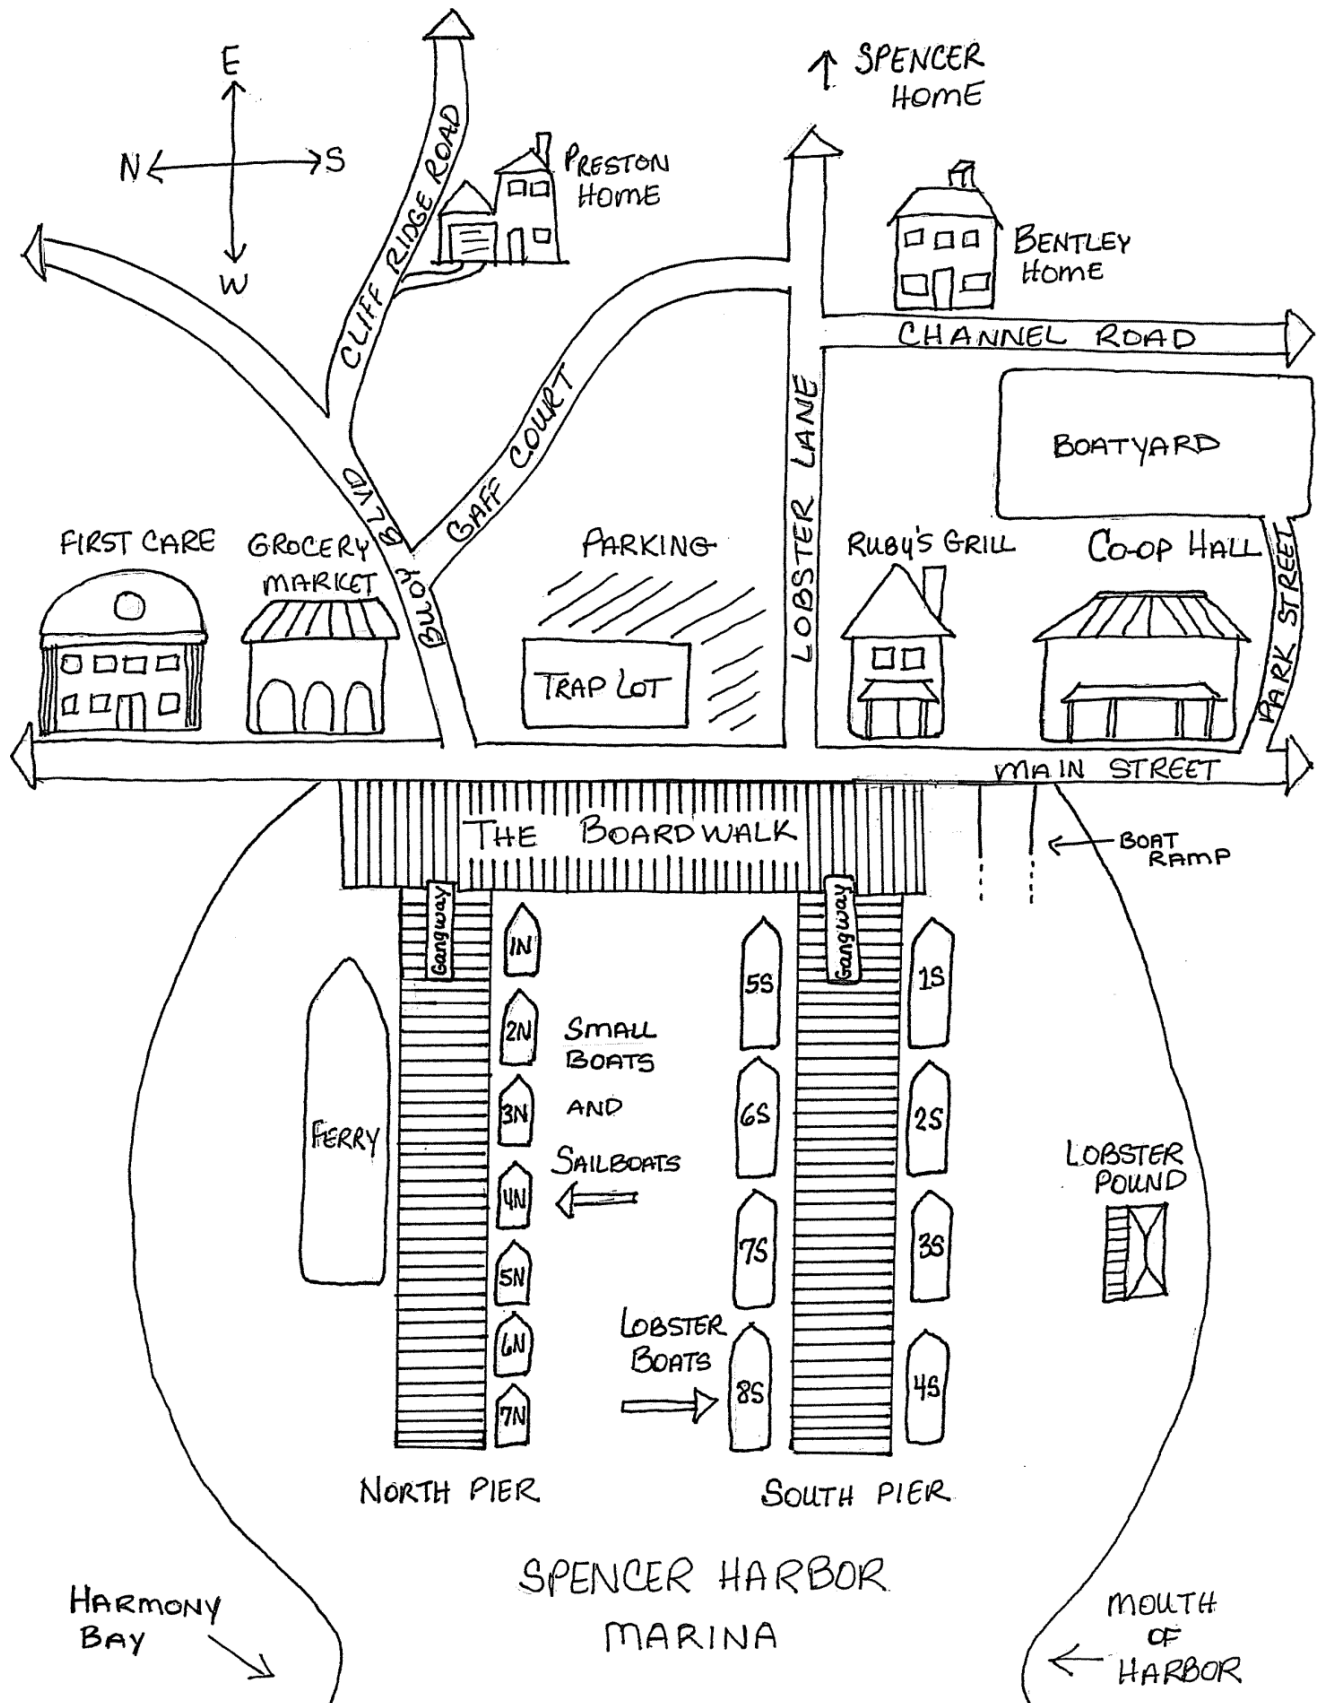 E
N
S
W
SPENCER
HOME
PRESTON
HOME
CLIFF RIDGE ROAD
BENTLEY
HOME
CHANNEL ROAD
LOBSTER LANE
GAFF COURT
BUOY BLVD
BOATYARD
FIRST CARE
GROCERY
MARKET
PARKING
TRAP LOT
RUBY'S GRILL
CO-OP HALL
PARK STREET
MAIN STREET
THE BOARDWALK
BOAT
RAMP
Gangway
Gangway
1N
2N
3N
4N
5N
6N
7N
FERRY
SMALL
BOATS
AND
SAILBOATS
5S
6S
7S
8S
1S
2S
3S
4S
LOBSTER
BOATS
LOBSTER
POUND
NORTH PIER
SOUTH PIER
SPENCER HARBOR
MARINA
HARMONY
BAY
MOUTH
OF
HARBOR